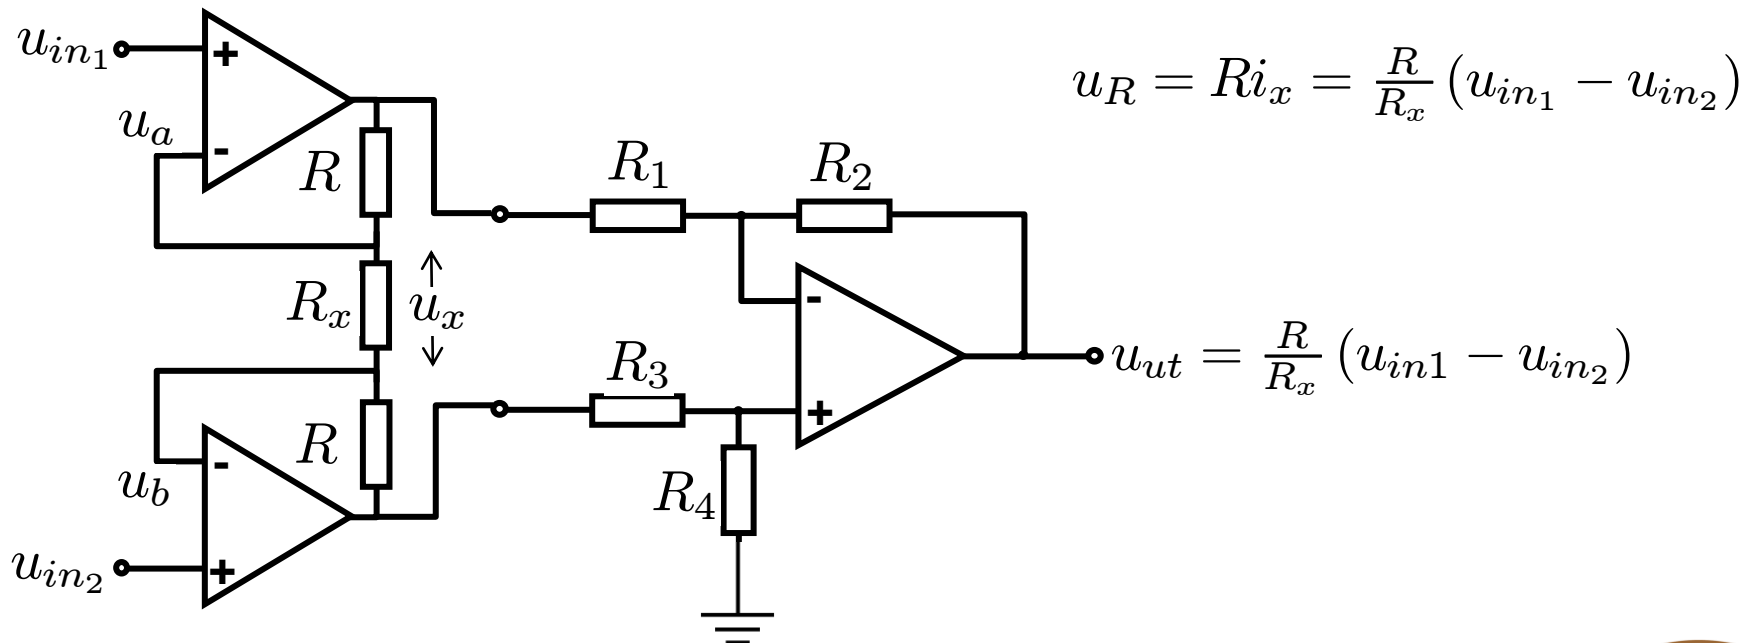 u_{in_1}
+
u_a
-
R
R_x
u_x
R
u_b
-
+
u_{in_2}
R_1
R_2
R_3
R_4
-
+
u_R = Ri_x = \frac{R}{R_x}(u_{in_1} - u_{in_2})
u_{ut} = \frac{R}{R_x}(u_{in1} - u_{in_2})